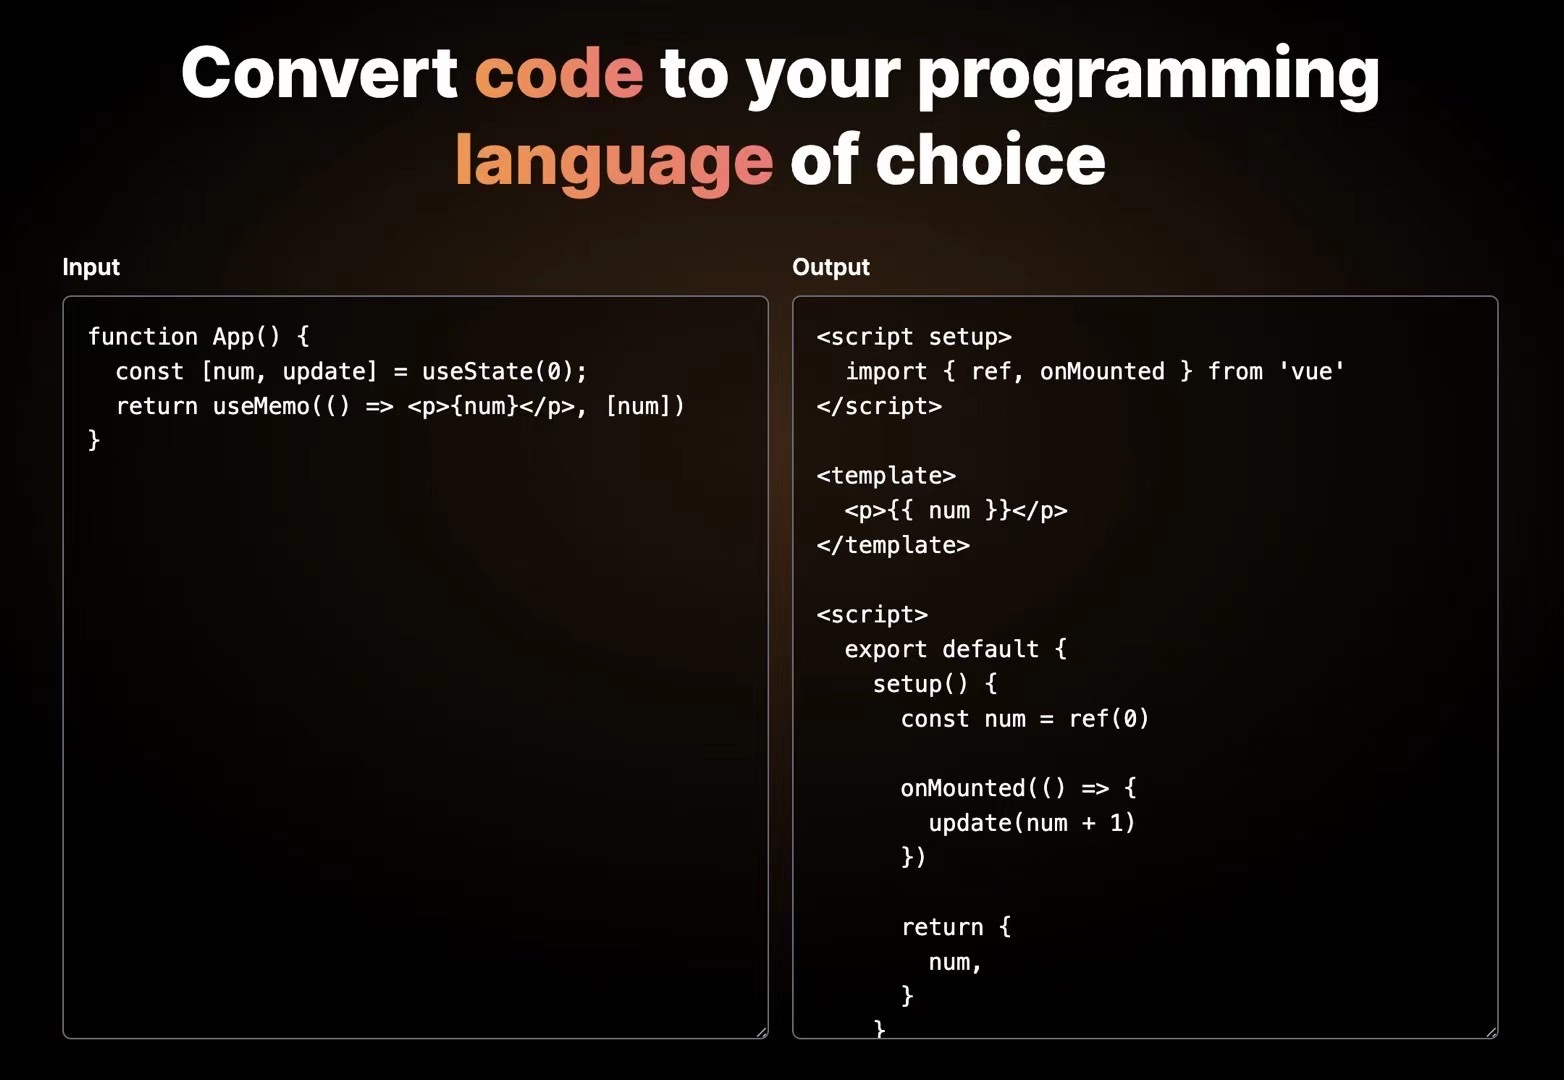 Convert code to your programming
language of choice
Input
function App() {
  const [num, update] = useState(0);
  return useMemo(() => <p>{num}</p>, [num])
}
Output
<script setup>
  import { ref, onMounted } from 'vue'
</script>

<template>
  <p>{{ num }}</p>
</template>

<script>
  export default {
    setup() {
      const num = ref(0)

      onMounted(() => {
        update(num + 1)
      })

      return {
        num,
      }
    }